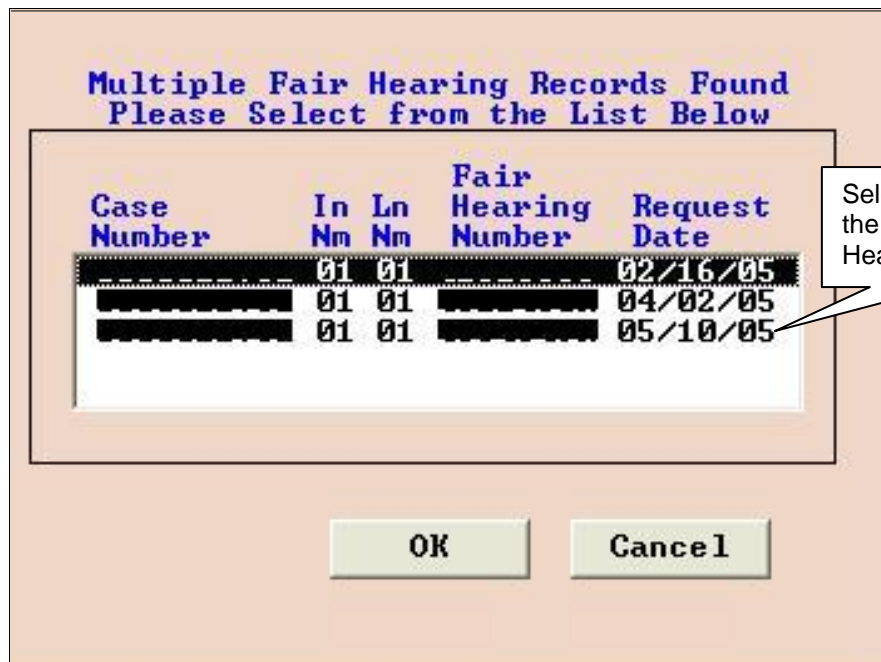 Multiple Fair Hearing Records Found
Please Select from the List Below
Case Number
In Nm
Ln Nm
Fair Hearing Number
Request Date
01 01 02/16/05
01 01 04/02/05
01 01 05/10/05
the
OK
Cancel